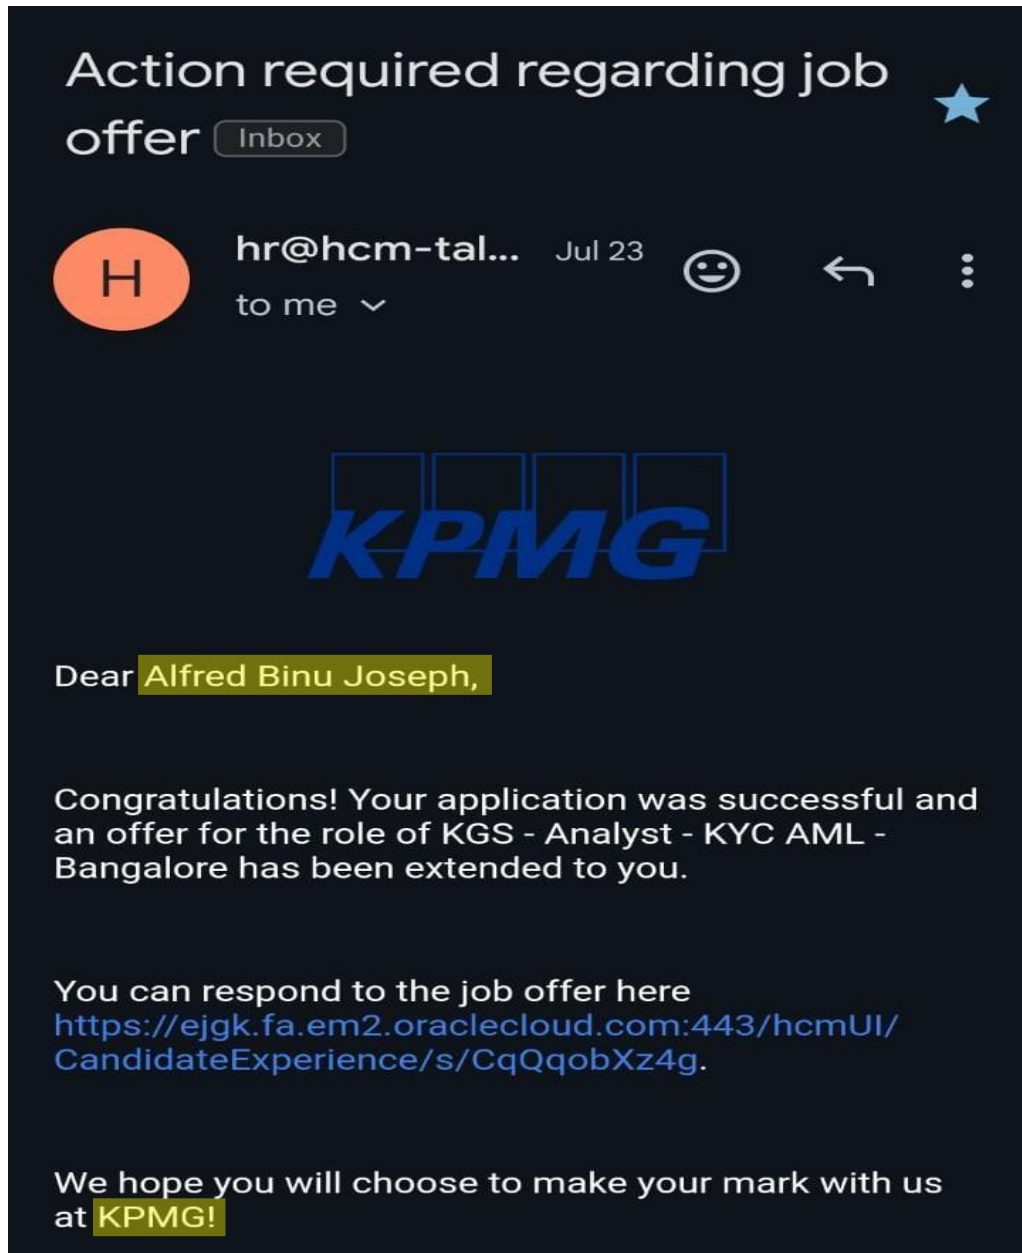 Action required regarding job
offer Inbox
H
hr@hcm-tal... Jul 23
to me
KPMG
Dear Alfred Binu Joseph,
Congratulations! Your application was successful and
an offer for the role of KGS - Analyst - KYC AML -
Bangalore has been extended to you.
You can respond to the job offer here
https://ejgk.fa.em2.oraclecloud.com:443/hcmUI/
CandidateExperience/s/CqQqobXz4g.
We hope you will choose to make your mark with us
at KPMG!